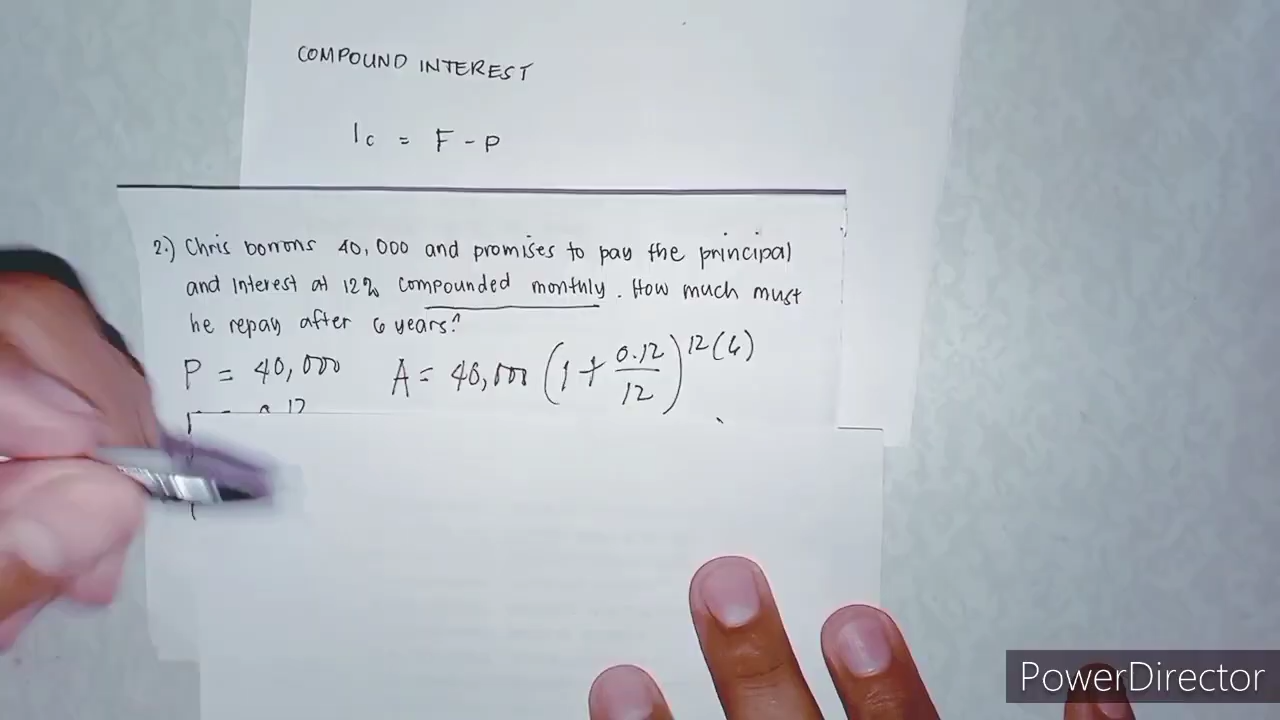 COMPOUND INTEREST
Ic = F - P
2.) Chris borrows 40,000 and promises to pay the principal
and interest at 12% compounded monthly. How much must
he repay after 6 years?
P = 40,000 A = 40,000 (1 + 0.12/12)^12(6)
PowerDirector